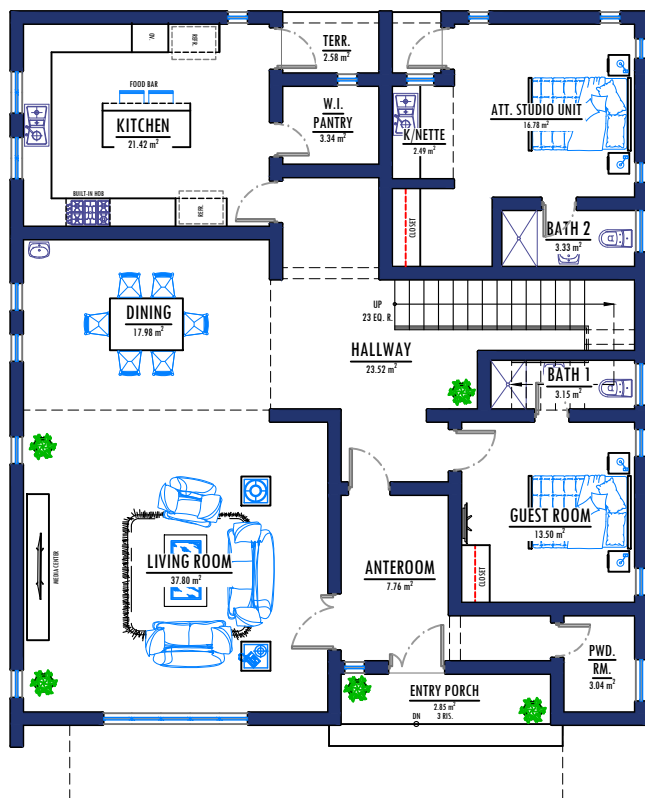 OV.
REFR.
TERR.
2.58 m²
FOOD BAR
KITCHEN
21.42 m²
W.I.
PANTRY
3.34 m²
K/NETTE
2.49 m²
ATT. STUDIO UNIT
16.78 m²
BUILT-IN HOB
REFR.
CLOSET
BATH 2
3.33 m²
DINING
17.98 m²
UP
23 EQ. R.
HALLWAY
23.52 m²
BATH 1
3.15 m²
GUEST ROOM
13.50 m²
MEDIA CENTER
LIVING ROOM
37.80 m²
ANTEROOM
7.76 m²
CLOSET
PWD.
RM.
3.04 m²
ENTRY PORCH
2.85 m²
DN
3 RIS.